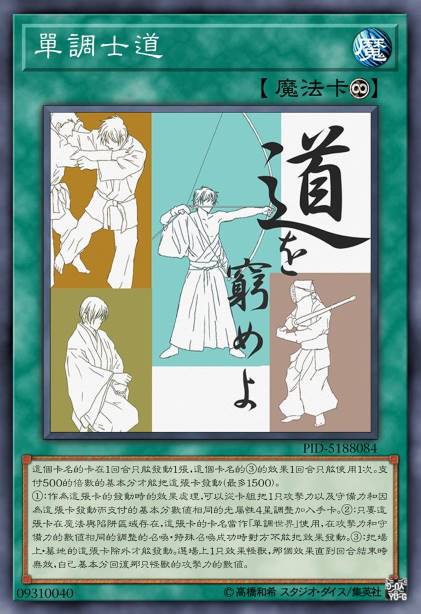 單調士道
魔
【魔法卡∞】
道を
窮めよ
PID-5188084
這個卡名的卡在1回合只能發動1張,這個卡名的③的效果1回合只能使用1次。支
付500的倍數的基本分才能把這張卡發動(最多1500)。
①:作為這張卡的發動時的效果處理,可以從卡組把1只攻擊力以及守備力和因
為這張卡發動而支付的基本分數值相同的光屬性4星調整加入手卡。②:只要這
張卡在魔法與陷阱區域存在,這張卡的卡名當作「單調世界」使用,在攻擊力和守
備力的數值相同的調整的召喚·特殊召喚成功時對方不能把效果發動。③:把場
上·墓地的這張卡除外才能發動。選場上1只效果怪獸,那個效果直到回合結束時
無效,自己基本分回復那只怪獸的攻擊力的數值。
09310040
©高橋和希 スタジオ・ダイス/集英社